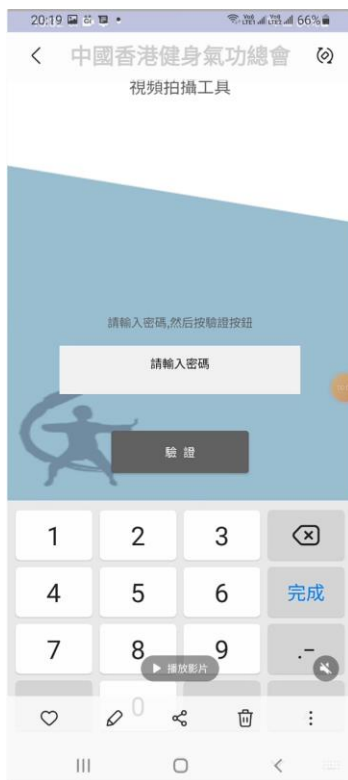 20:19 66%
中國香港健身氣功總會
視頻拍攝工具
請輸入密碼,然后按驗證按鈕
請輸入密碼
驗 證
1 2 3
4 5 6 完成
7 8 9 .-
播放影片
0